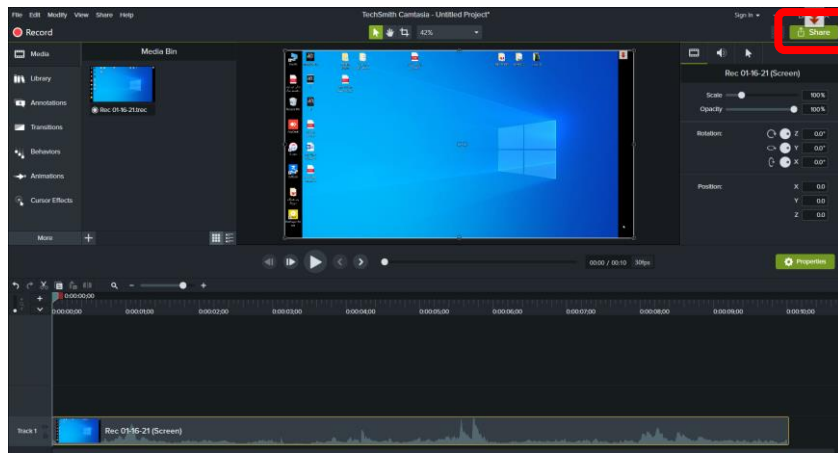 File Edit Modify View Share Help
TechSmith Camtasia - Untitled Project*
Sign In
Record
42%
Share
Media
Media Bin
Library
Rec 01-16-21.trec
Annotations
Transitions
Behaviors
Animations
Cursor Effects
More
Rec 01-16-21 (Screen)
Scale 100%
Opacity 100%
Rotation: Z 0.0°
Y 0.0°
X 0.0°
Position: X 0.0
Y 0.0
Z 0.0
00:00 / 00:10 30fps
Properties
0:00:00;00
0:00:00;00 0:00:01;00 0:00:02;00 0:00:03;00 0:00:04;00 0:00:05;00 0:00:06;00 0:00:07;00 0:00:08;00 0:00:09;00 0:00:10;00
Track 1
Rec 01-16-21 (Screen)